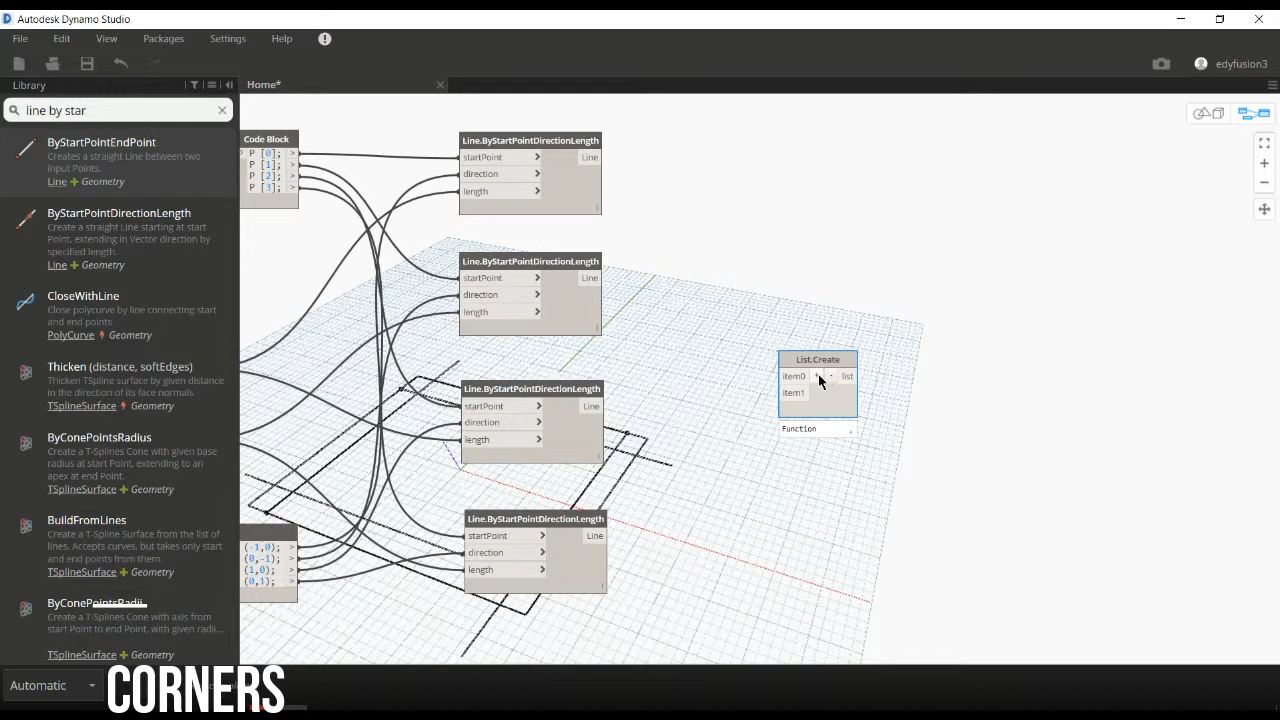 Autodesk Dynamo Studio
File Edit View Packages Settings Help
edyfusion3
Library
Home*
line by star
ByStartPointEndPoint
Creates a straight Line between two
input Points.
Line + Geometry
ByStartPointDirectionLength
Create a straight Line starting at start
Point, extending in Vector direction by
specified length.
Line + Geometry
CloseWithLine
Close polycurve by line connecting start
and end points
PolyCurve Geometry
Thicken (distance, softEdges)
Thicken TSpline surface by given distance
in the direction of its face normals
TSplineSurface Geometry
ByConePointsRadius
Create a T-Splines Cone with given base
radius at start Point, extending to an
apex at end Point.
TSplineSurface + Geometry
BuildFromLines
Create a T-Spline Surface from the list of
lines. Accepts curves, but takes only start
and end points from them.
TSplineSurface + Geometry
ByConePointsRadii
Create a T-Splines Cone with axis from
start Point to end Point, with given radii...
TSplineSurface + Geometry
Code Block
P [0]; >
P [1]; >
P [2]; >
P [3]; >
(-1,0); >
(0,-1); >
(1,0); >
(0,1); >
Line.ByStartPointDirectionLength
startPoint > Line
direction >
length >
Line.ByStartPointDirectionLength
startPoint > Line
direction >
length >
Line.ByStartPointDirectionLength
startPoint > Line
direction >
length >
Line.ByStartPointDirectionLength
startPoint > Line
direction >
length >
List.Create
item0 + - list
item1
Function
Automatic
CORNERS